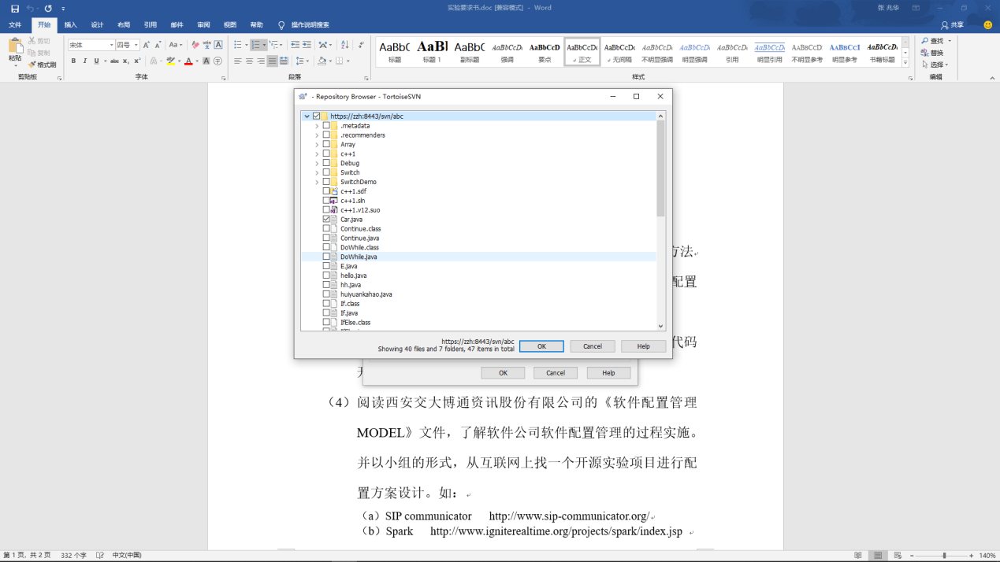 实验要求书.doc [兼容模式] - Word
张 兆华
文件 开始 插入 设计 布局 引用 邮件 审阅 视图 帮助 操作说明搜索 共享
粘贴 剪切 复制 格式刷
宋体 四号
AaBbC AaBl AaBbC AaBbCcDı AaBbCcD AaBbCcDc AaBbCcDc AaBbCcDı AaBbCcDı AaBbCcDı AaBbCcDı AABBCCD AABBCCI AaBbCcDı
标题 标题 1 副标题 强调 要点 正文 无间隔 不明显强调 明显强调 引用 明显引用 不明显参考 明显参考 书籍标题
查找
替换
选择
剪贴板 字体 段落 样式 编辑
- Repository Browser - TortoiseSVN
https://zzh:8443/svn/abc
.metadata
.recommenders
Array
c++1
Debug
Switch
SwitchDemo
c++1.sdf
c++1.sln
c++1.v12.suo
Car.java
Continue.class
Continue.java
DoWhile.class
DoWhile.java
E.java
hello.java
hh.java
huiyuankahao.java
If.class
If.java
IfElse.class
https://zzh:8443/svn/abc
Showing 40 files and 7 folders, 47 items in total
OK Cancel Help
OK Cancel Help
方法
配置
代码
（4）阅读西安交大博通资讯股份有限公司的《软件配置管理
MODEL》文件，了解软件公司软件配置管理的过程实施。
并以小组的形式，从互联网上找一个开源实验项目进行配
置方案设计。如：
（a）SIP communicator http://www.sip-communicator.org/
（b）Spark http://www.igniterealtime.org/projects/spark/index.jsp
第 1 页，共 2 页 332 个字 中文(中国) 140%